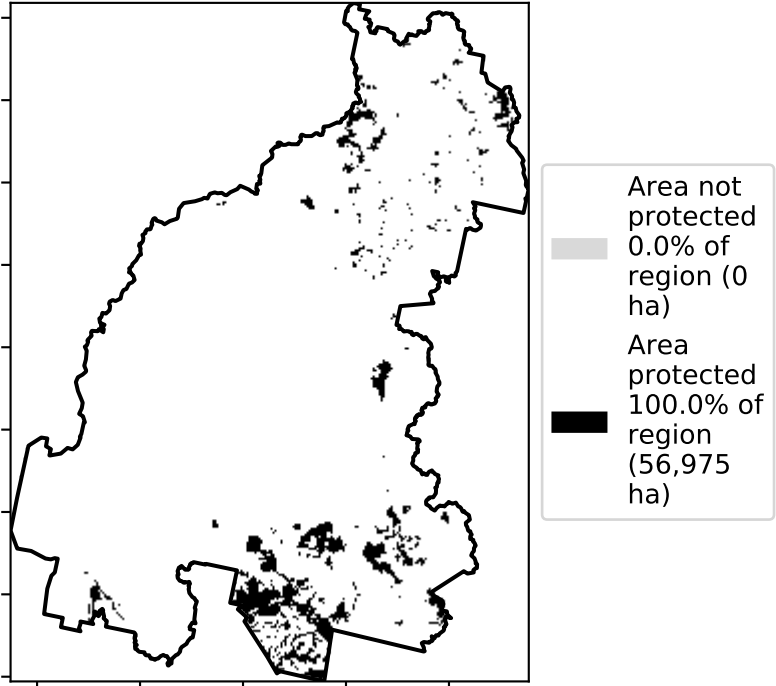 Area not
protected
0.0% of
region (0
ha)
Area
protected
100.0% of
region
(56,975
ha)